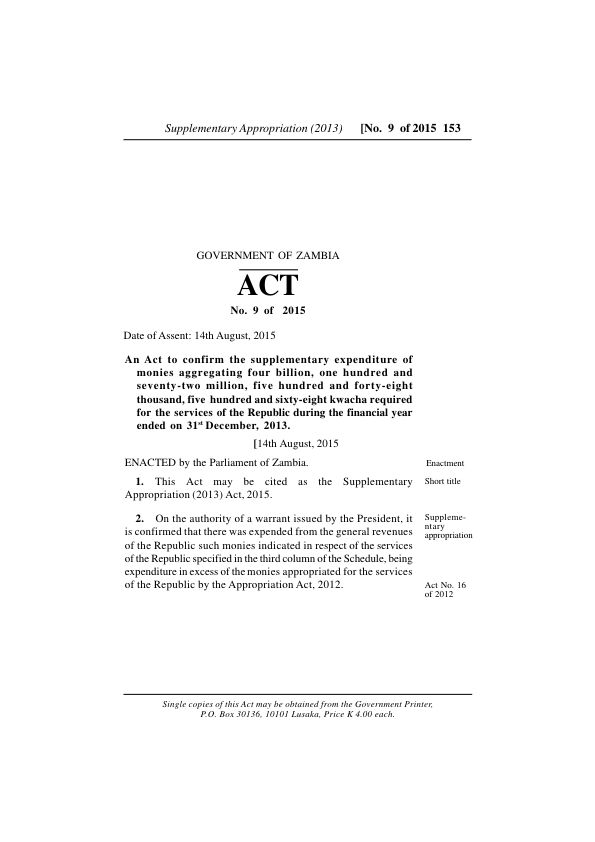 Supplementary Appropriation (2013) [No. 9 of 2015 153
GOVERNMENT OF ZAMBIA
ACT
No. 9 of 2015
Date of Assent: 14th August, 2015
An Act to confirm the supplementary expenditure of
monies aggregating four billion, one hundred and
seventy-two million, five hundred and forty-eight
thousand, five hundred and sixty-eight kwacha required
for the services of the Republic during the financial year
ended on 31st December, 2013.
[14th August, 2015
ENACTED by the Parliament of Zambia.
Enactment
1. This Act may be cited as the Supplementary
Appropriation (2013) Act, 2015.
Short title
2. On the authority of a warrant issued by the President, it
is confirmed that there was expended from the general revenues
of the Republic such monies indicated in respect of the services
of the Republic specified in the third column of the Schedule, being
expenditure in excess of the monies appropriated for the services
of the Republic by the Appropriation Act, 2012.
Suppleme-
ntary
appropriation
Act No. 16
of 2012
Single copies of this Act may be obtained from the Government Printer,
P.O. Box 30136, 10101 Lusaka, Price K 4.00 each.